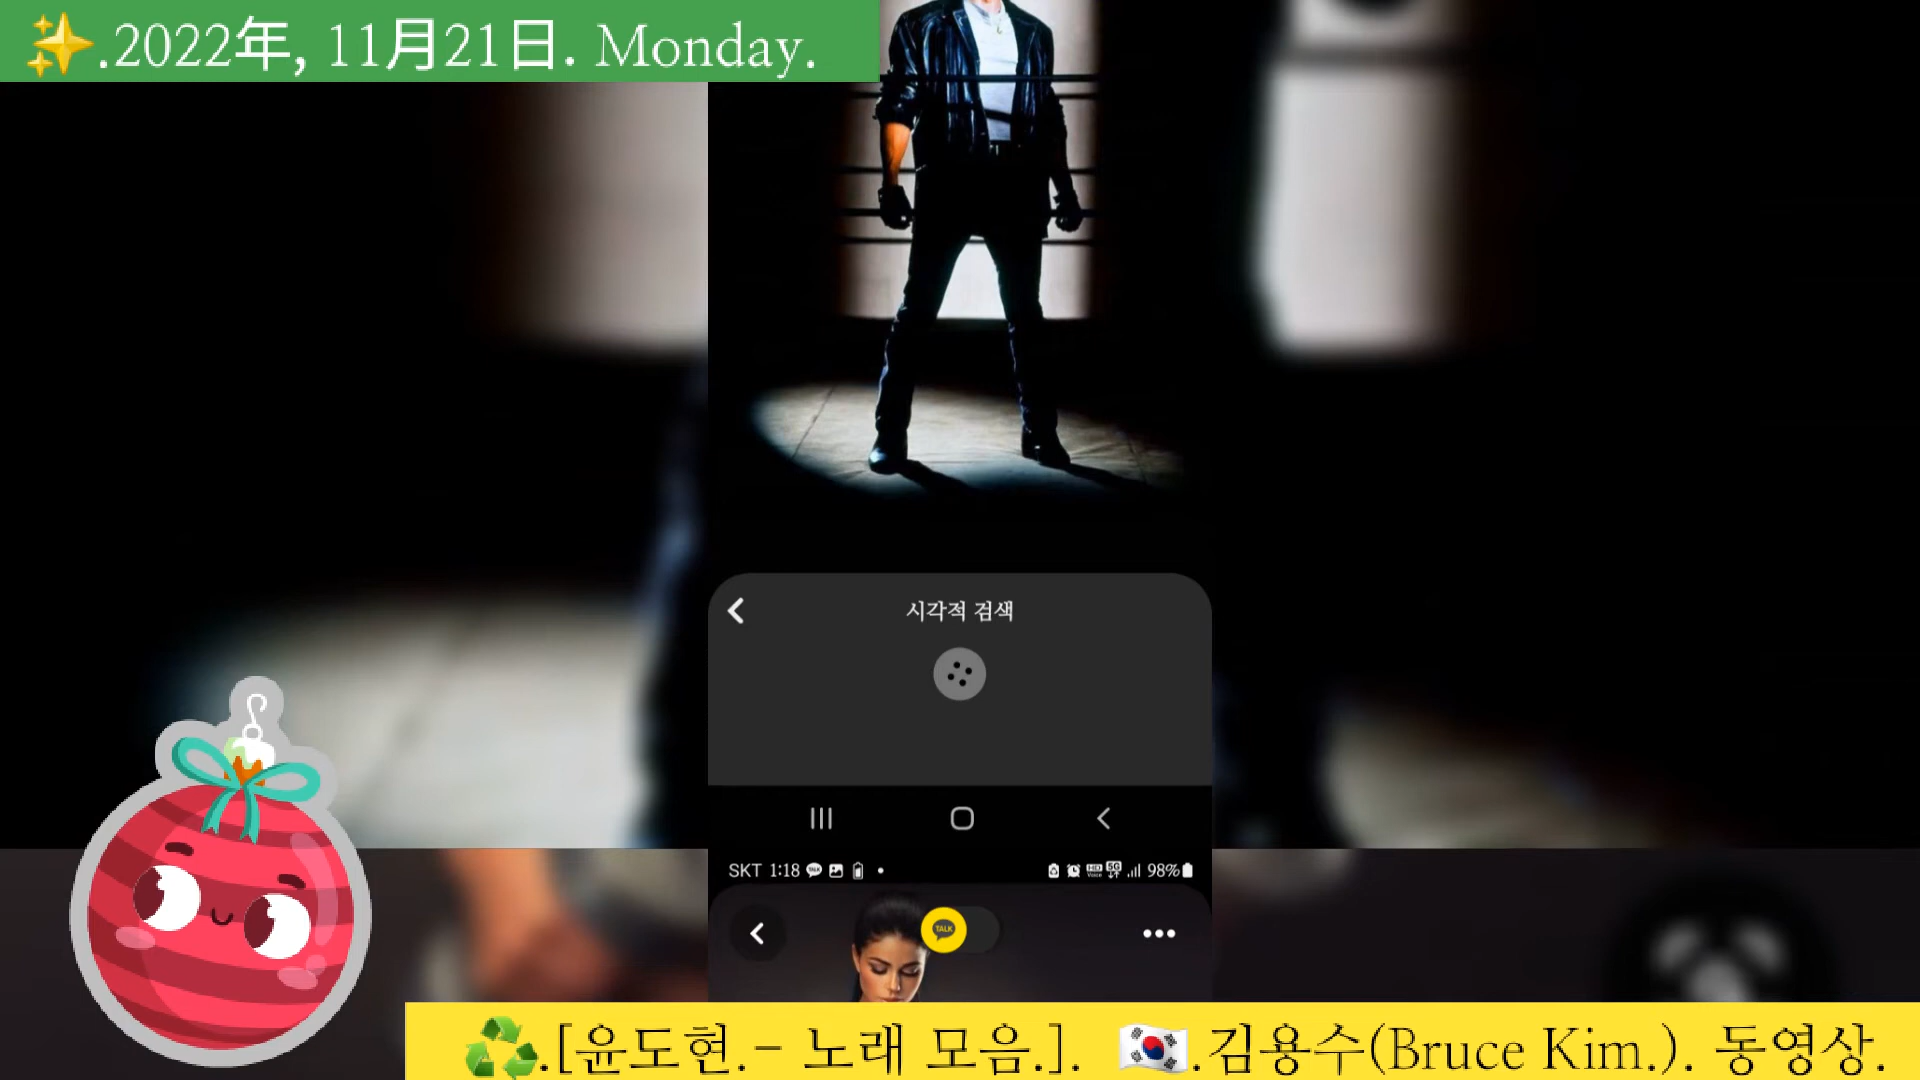 ✨.2022年, 11月21日. Monday.
시각적 검색
SKT 1:18 98%
TALK
♻️.[윤도현.- 노래 모음.]. 🇰🇷.김용수(Bruce Kim.). 동영상.